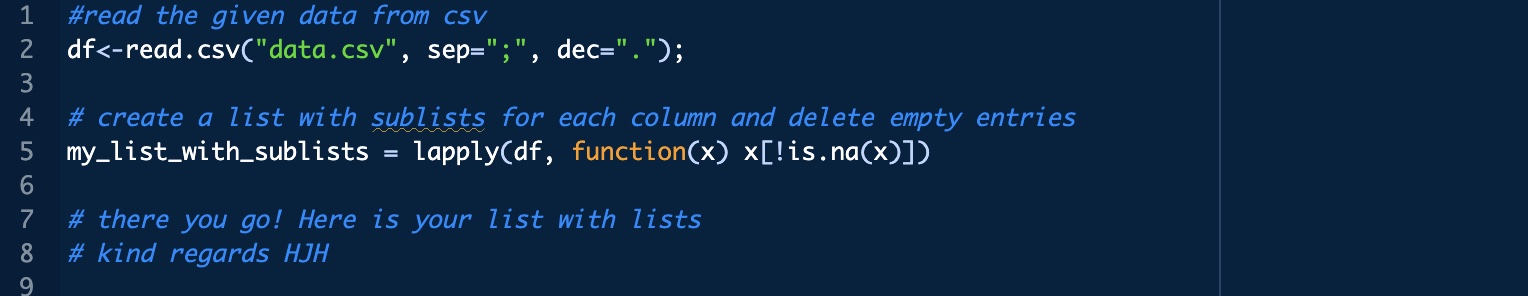 1 #read the given data from csv
2 df<-read.csv("data.csv", sep=";", dec=".");
3
4 # create a list with sublists for each column and delete empty entries
5 my_list_with_sublists = lapply(df, function(x) x[!is.na(x)])
6
7 # there you go! Here is your list with lists
8 # kind regards HJH
9